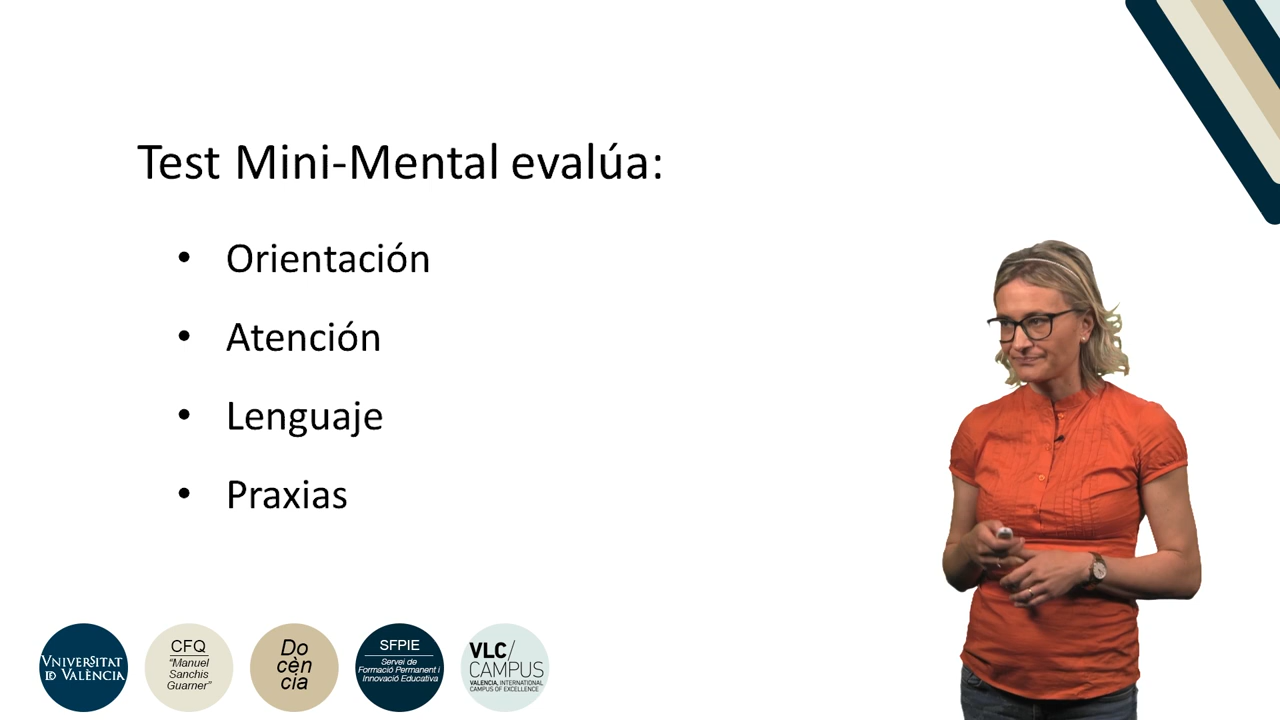 Test Mini-Mental evalúa:
• Orientación
• Atención
• Lenguaje
• Praxias
VNIVERSITAT
ID VALÈNCIA
CFQ
"Manuel
Sanchis
Guarner"
Do
cèn
cia
SFPIE
Servei de
Formació Permanent i
Innovació Educativa
VLC/
CAMPUS
VALENCIA, INTERNATIONAL
CAMPUS OF EXCELLENCE